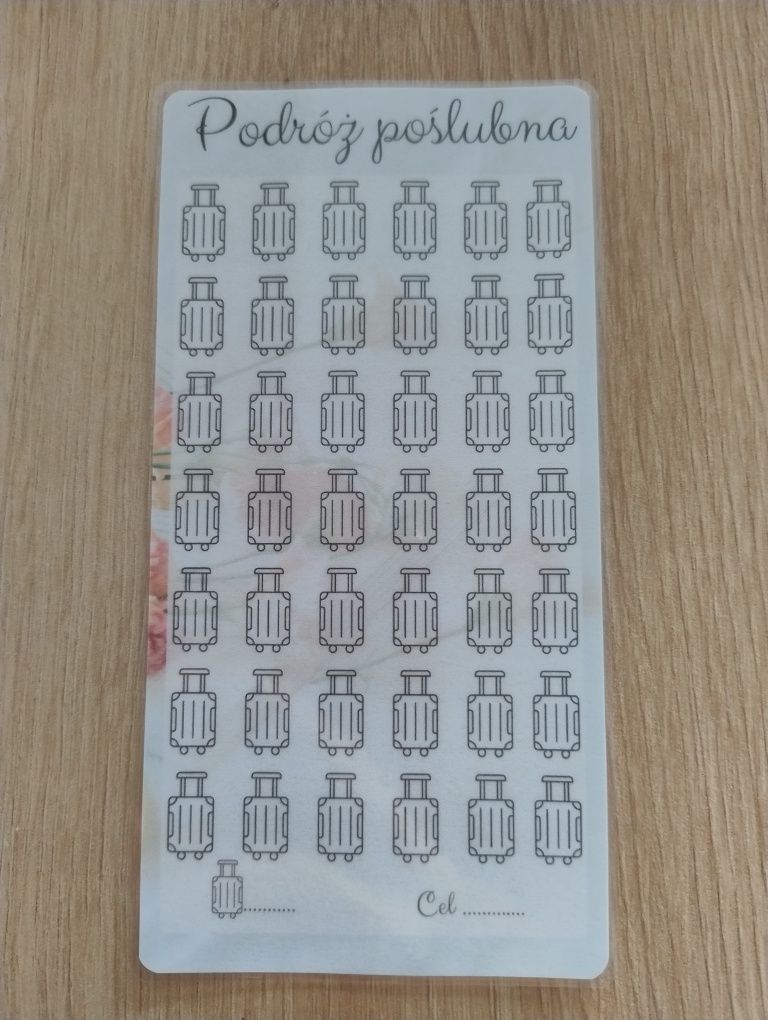 Podróż poślubna
........... Cel .............